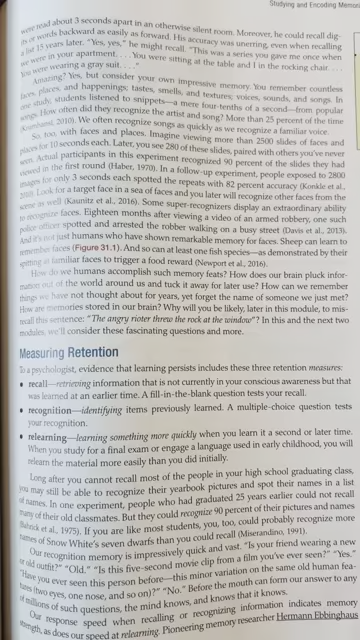 Studying and Encoding Memori
were read about 3 seconds apart in an otherwise silent room. Moreover, he could recall dig-
its or words backward as easily as forward. His accuracy was unerring, even when recalling
a list 15 years later. "Yes, yes," he might recall. "This was a series you gave me once when
we were in your apartment. . . . You were sitting at the table and I in the rocking chair. . . .
You were wearing a gray suit. . . ."
Amazing? Yes, but consider your own impressive memory. You remember countless
faces, places, and happenings; tastes, smells, and textures; voices, sounds, and songs. In
one study, students listened to snippets—a mere four-tenths of a second—from popular
songs. How often did they recognize the artist and song? More than 25 percent of the time
(Krumhansl, 2010). We often recognize songs as quickly as we recognize a familiar voice.
So, too, with faces and places. Imagine viewing more than 2500 slides of faces and
places for 10 seconds each. Later, you see 280 of these slides, paired with others you've never
seen. Actual participants in this experiment recognized 90 percent of the slides they had
viewed in the first round (Haber, 1970). In a follow-up experiment, people exposed to 2800
images for only 3 seconds each spotted the repeats with 82 percent accuracy (Konkle et al.,
2010). Look for a target face in a sea of faces and you later will recognize other faces from the
scene as well (Kaunitz et al., 2016). Some super-recognizers display an extraordinary ability
to recognize faces. Eighteen months after viewing a video of an armed robbery, one such
police officer spotted and arrested the robber walking on a busy street (Davis et al., 2013).
And it's not just humans who have shown remarkable memory for faces. Sheep can learn to
remember faces (Figure 31.1). And so can at least one fish species—as demonstrated by their
spitting at familiar faces to trigger a food reward (Newport et al., 2016).
How do we humans accomplish such memory feats? How does our brain pluck infor-
mation out of the world around us and tuck it away for later use? How can we remember
things we have not thought about for years, yet forget the name of someone we just met?
How are memories stored in our brain? Why will you be likely, later in this module, to mis-
recall this sentence: "The angry rioter threw the rock at the window"? In this and the next two
modules, we'll consider these fascinating questions and more.
Measuring Retention
To a psychologist, evidence that learning persists includes these three retention measures:
• recall—retrieving information that is not currently in your conscious awareness but that
was learned at an earlier time. A fill-in-the-blank question tests your recall.
• recognition—identifying items previously learned. A multiple-choice question tests
your recognition.
• relearning—learning something more quickly when you learn it a second or later time.
When you study for a final exam or engage a language used in early childhood, you will
relearn the material more easily than you did initially.
Long after you cannot recall most of the people in your high school graduating class,
you may still be able to recognize their yearbook pictures and spot their names in a list
of names. In one experiment, people who had graduated 25 years earlier could not recall
many of their old classmates. But they could recognize 90 percent of their pictures and names
(Bahrick et al., 1975). If you are like most students, you, too, could probably recognize more
names of Snow White's seven dwarfs than you could recall (Miserandino, 1991).
Our recognition memory is impressively quick and vast. "Is your friend wearing a new
or old outfit?" "Old." "Is this five-second movie clip from a film you've ever seen?" "Yes."
"Have you ever seen this person before—this minor variation on the same old human fea-
tures (two eyes, one nose, and so on)?" "No." Before the mouth can form our answer to any
of millions of such questions, the mind knows, and knows that it knows.
Our response speed when recalling or recognizing information indicates memory
strength, as does our speed at relearning. Pioneering memory researcher Hermann Ebbinghaus